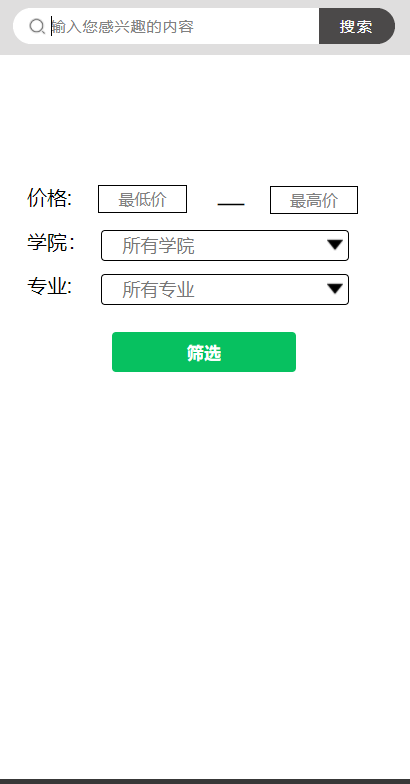 输入您感兴趣的内容 搜索
价格: 最低价 — 最高价
学院： 所有学院
专业: 所有专业
筛选